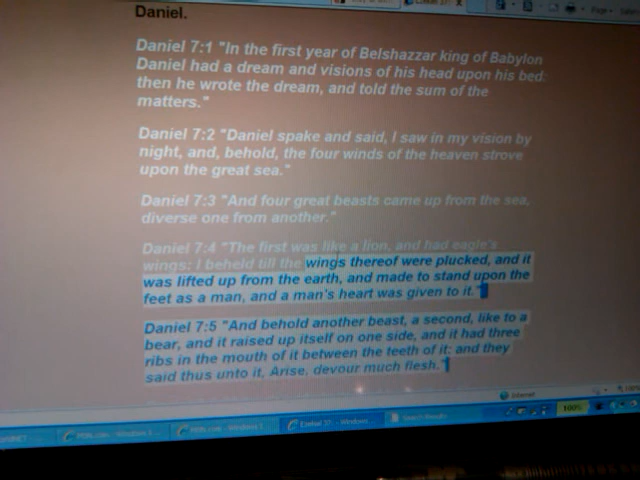 Daniel.
Daniel 7:1 "In the first year of Belshazzar king of Babylon
Daniel had a dream and visions of his head upon his bed:
then he wrote the dream, and told the sum of the
matters."
Daniel 7:2 "Daniel spake and said, I saw in my vision by
night, and, behold, the four winds of the heaven strove
upon the great sea."
Daniel 7:3 "And four great beasts came up from the sea,
diverse one from another."
Daniel 7:4 "The first was like a lion, and had eagle's
wings: I beheld till the wings thereof were plucked, and it
was lifted up from the earth, and made to stand upon the
feet as a man, and a man's heart was given to it."
Daniel 7:5 "And behold another beast, a second, like to a
bear, and it raised up itself on one side, and it had three
ribs in the mouth of it between the teeth of it: and they
said thus unto it, Arise, devour much flesh."
Internet
Windows
Search Results
100%